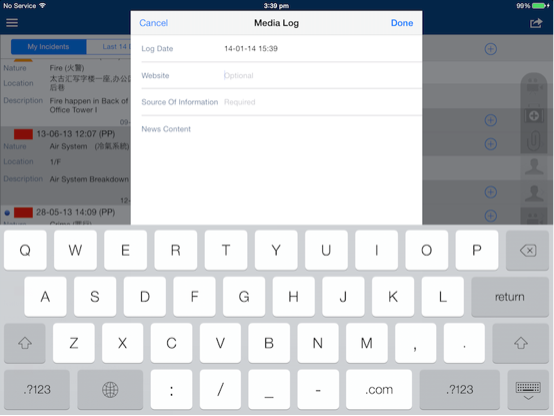 No Service 3:39 pm 99%
Cancel Media Log Done
My Incidents Last 14
Log Date 14-01-14 15:39
Website Optional
Source Of Information Required
News Content
Nature Fire (火警)
Location 太古汇写字楼一座,办公
后巷
Description Fire happen in Back of
Office Tower I
09-
13-06-13 12:07 (PP)
Nature Air System (冷氣系統)
Location 1/F
Description Air System Breakdown
12-
28-05-13 14:09 (PP)
Q W E R T Y U I O P
A S D F G H J K L return
Z X C V B N M , .
.?123 : / _ - .com .?123